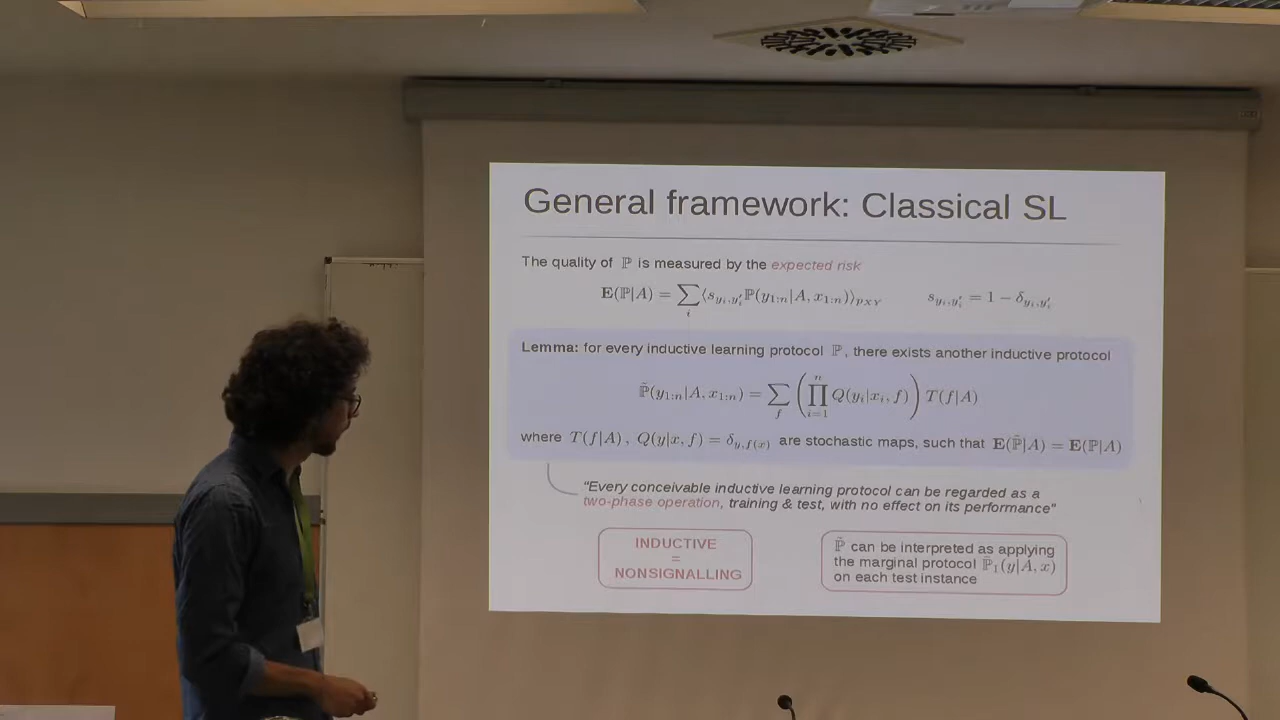 General framework: Classical SL
The quality of ℙ is measured by the expected risk
E(ℙ|A) = ∑_i ⟨s_{y_i,y'_i} ℙ(y_{1:n}|A, x_{1:n})⟩_{p_{XY}}  s_{y_i,y'_i} = 1 − δ_{y_i,y'_i}
Lemma: for every inductive learning protocol ℙ, there exists another inductive protocol
ℙ̃(y_{1:n}|A, x_{1:n}) = ∑_f (∏_{i=1}^{n} Q(y_i|x_i, f)) T(f|A)
where T(f|A), Q(y|x, f) = δ_{y,f(x)} are stochastic maps, such that E(ℙ̃|A) = E(ℙ|A)
"Every conceivable inductive learning protocol can be regarded as a
two-phase operation, training & test, with no effect on its performance"
INDUCTIVE
=
NONSIGNALLING
ℙ̃ can be interpreted as applying
the marginal protocol ℙ̃_1(y|A, x)
on each test instance